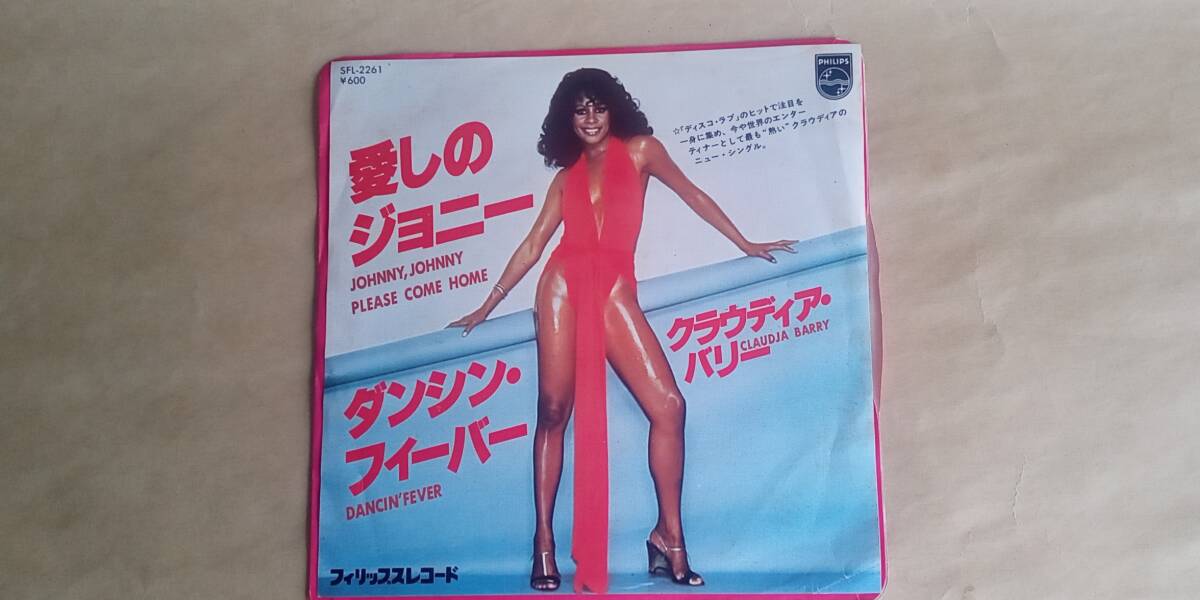 SFL-2261
¥600
PHILIPS
☆「ディスコ・ラブ」のヒットで注目を
一身に集め、今や世界のエンター
ティナーとして最も"熱い"クラウディアの
ニュー・シングル。
愛しの
ジョニー
JOHNNY, JOHNNY
PLEASE COME HOME
クラウディア・
バリー
CLAUDJA BARRY
ダンシン・
フィーバー
DANCIN' FEVER
フィリップスレコード